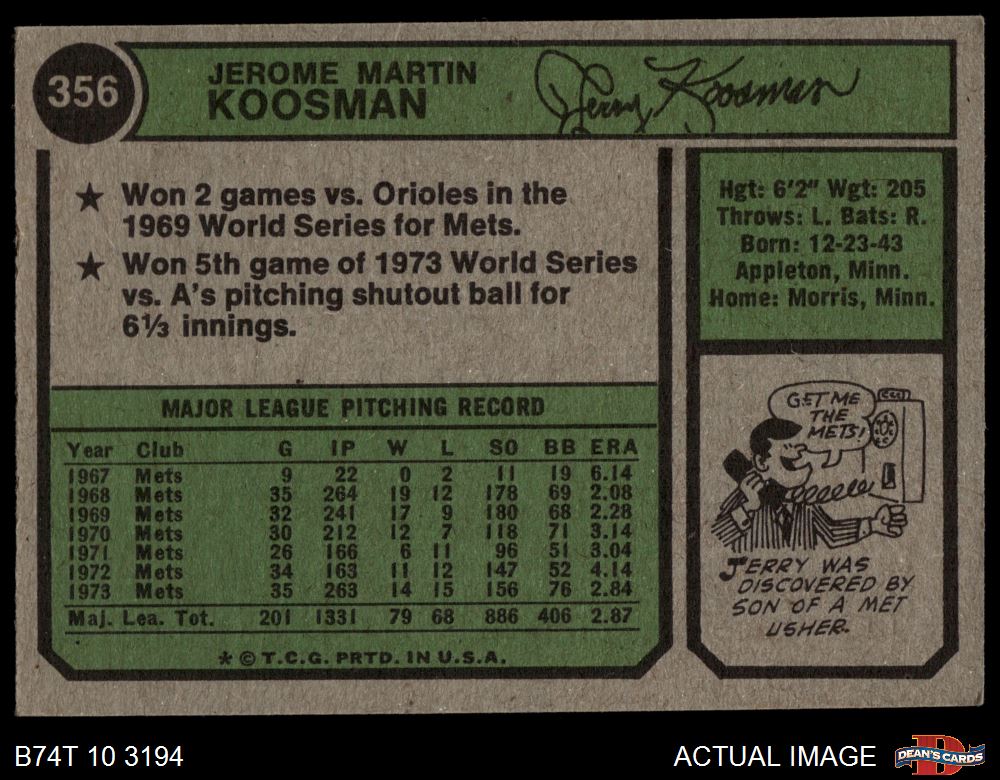 356
JEROME MARTIN
KOOSMAN
Jerry Koosman
★ Won 2 games vs. Orioles in the
1969 World Series for Mets.
★ Won 5th game of 1973 World Series
vs. A's pitching shutout ball for
6⅓ innings.
Hgt: 6'2" Wgt: 205
Throws: L. Bats: R.
Born: 12-23-43
Appleton, Minn.
Home: Morris, Minn.
MAJOR LEAGUE PITCHING RECORD
Year Club G IP W L SO BB ERA
1967 Mets 9 22 0 2 11 19 6.14
1968 Mets 35 264 19 12 178 69 2.08
1969 Mets 32 241 17 9 180 68 2.28
1970 Mets 30 212 12 7 118 71 3.14
1971 Mets 26 166 6 11 96 51 3.04
1972 Mets 34 163 11 12 147 52 4.14
1973 Mets 35 263 14 15 156 76 2.84
Maj. Lea. Tot. 201 1331 79 68 886 406 2.87
* © T.C.G. PRTD. IN U.S.A.
GET ME
THE
METS!
JERRY WAS
DISCOVERED BY
SON OF A MET
USHER.
B74T 10 3194
ACTUAL IMAGE
D
DEAN'S CARDS